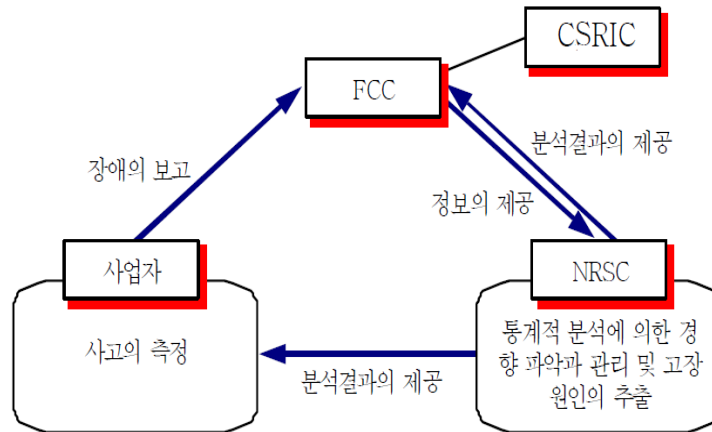 CSRIC
FCC
분석결과의 제공
장애의 보고
정보의 제공
사업자
NRSC
사고의 측정
통계적 분석에 의한 경
향 파악과 관리 및 고장
원인의 추출
분석결과의 제공